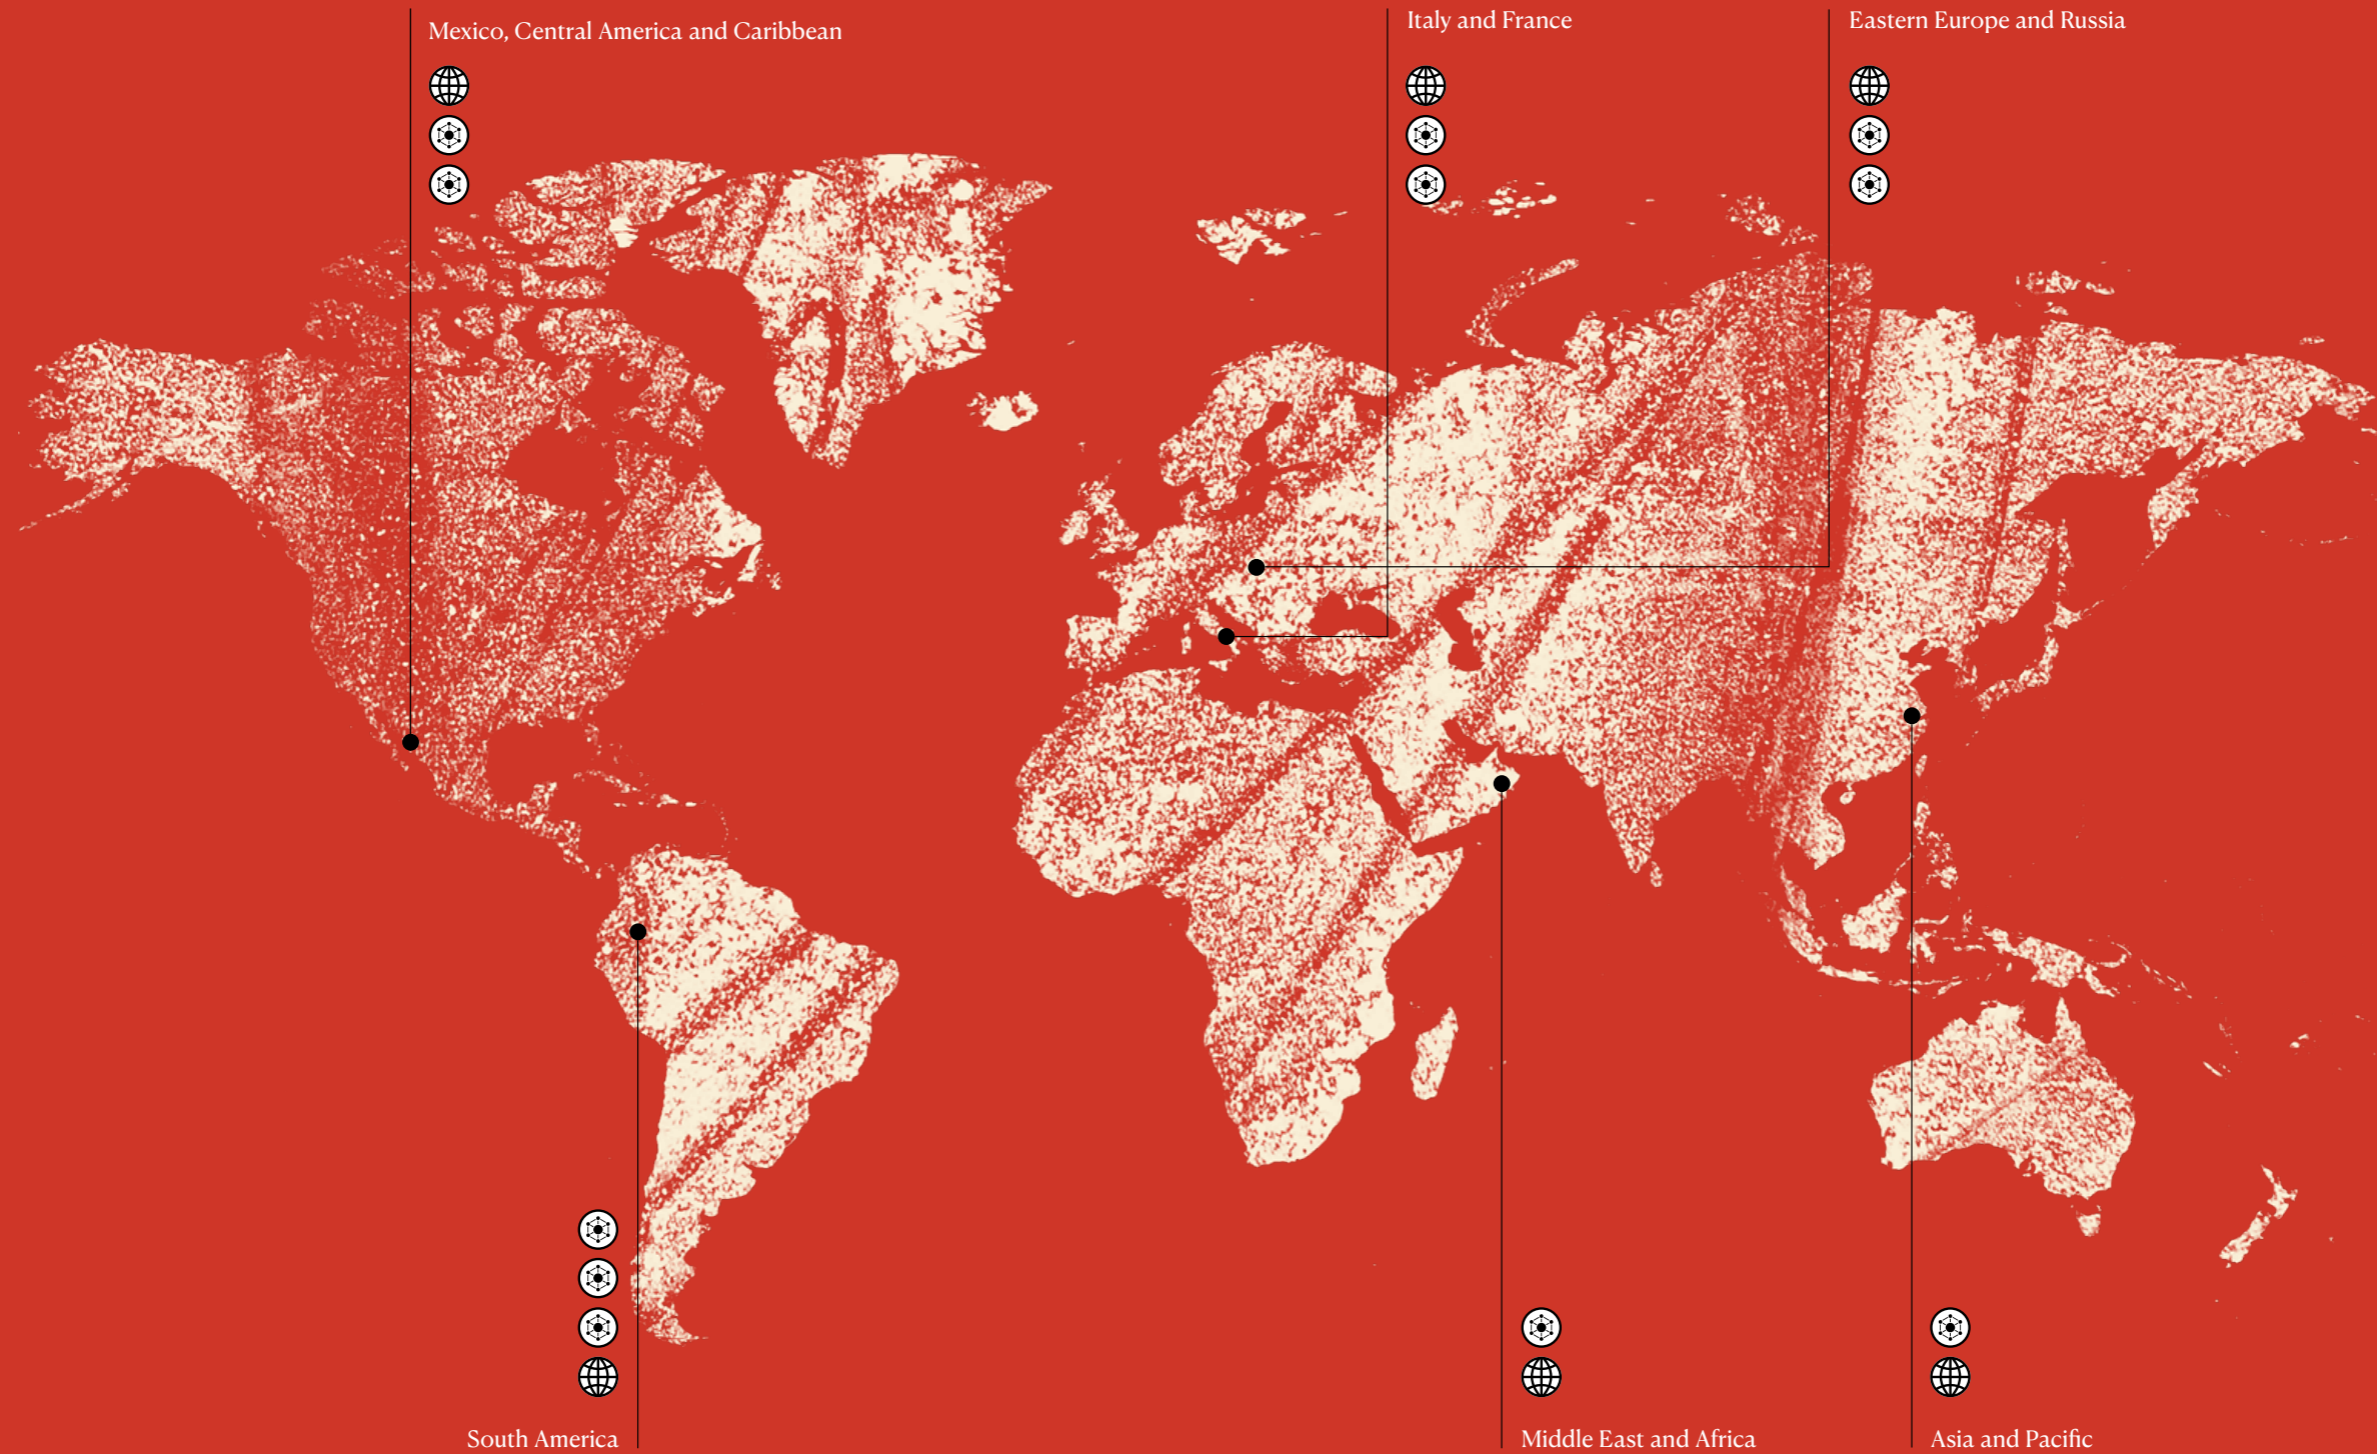 Mexico, Central America and Caribbean
Italy and France
Eastern Europe and Russia
South America
Middle East and Africa
Asia and Pacific